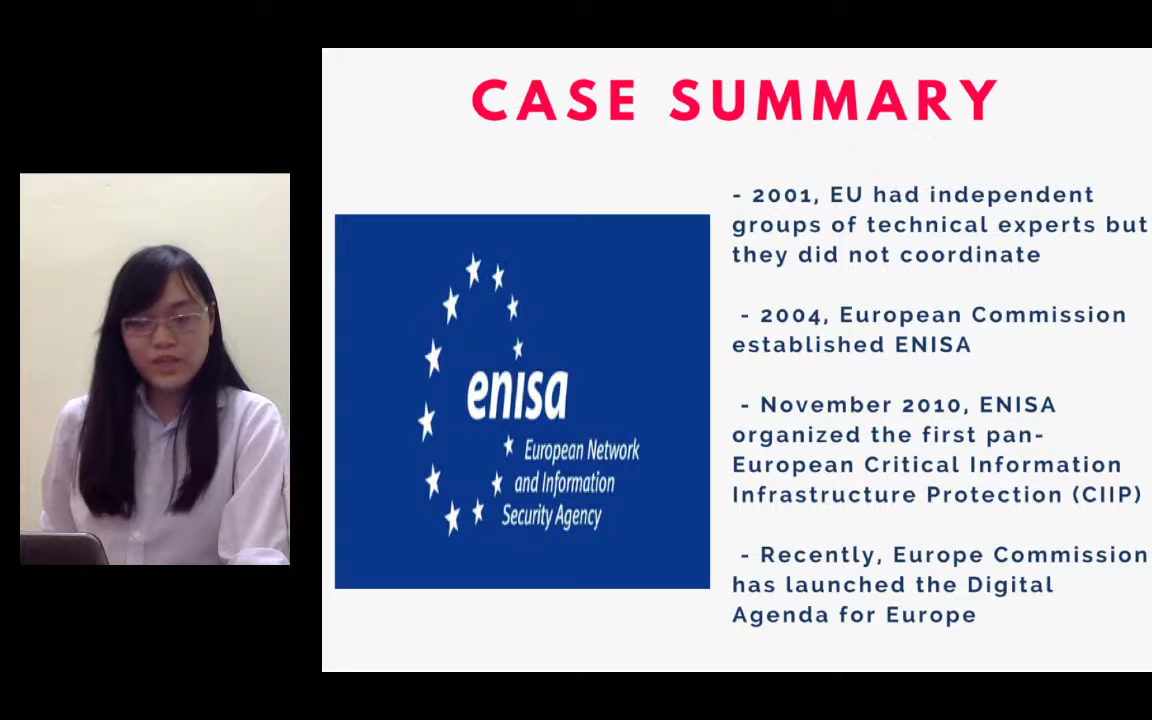 CASE SUMMARY
enisa
European Network
and Information
Security Agency
- 2001, EU had independent
groups of technical experts but
they did not coordinate
- 2004, European Commission
established ENISA
- November 2010, ENISA
organized the first pan-
European Critical Information
Infrastructure Protection (CIIP)
- Recently, Europe Commission
has launched the Digital
Agenda for Europe